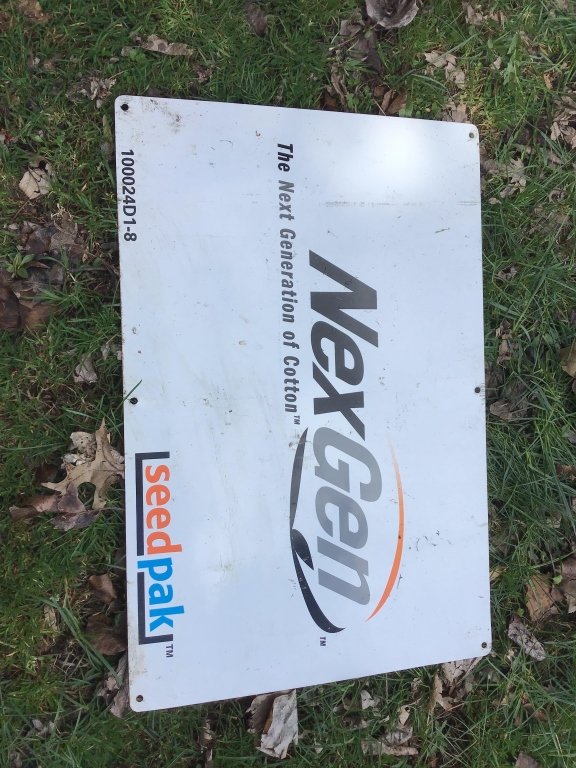 NexGen™
The Next Generation of Cotton™
100024D1-8
seedpak™